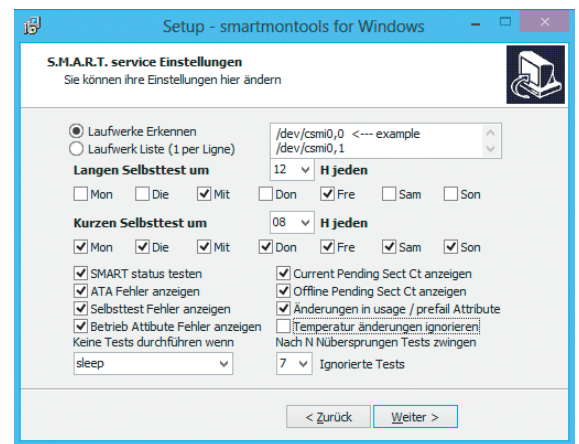 Setup - smartmontools for Windows
S.M.A.R.T. service Einstellungen
Sie können ihre Einstellungen hier ändern
Laufwerke Erkennen
Laufwerk Liste (1 per Ligne)
/dev/csmi0,0 <--- example
/dev/csmi0,1
Langen Selbsttest um 12 H jeden
Mon Die Mit Don Fre Sam Son
Kurzen Selbsttest um 08 H jeden
Mon Die Mit Don Fre Sam Son
SMART status testen
Current Pending Sect Ct anzeigen
ATA Fehler anzeigen
Offline Pending Sect Ct anzeigen
Selbsttest Fehler anzeigen
Änderungen in usage / prefail Attribute
Betrieb Attibute Fehler anzeigen
Temperatur änderungen ignorieren
Keine Tests durchführen wenn
Nach N Nübersprungen Tests zwingen
sleep
7 Ignorierte Tests
< Zurück
Weiter >